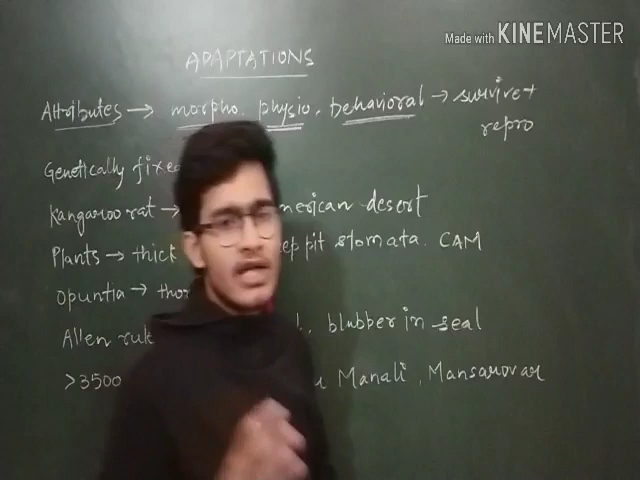 Made with KINEMASTER
ADAPTATIONS
Attributes → morpho, physio, behavioral → survive +
repro
Genetically fixed
Kangaroo rat → merican desert
Plants → thick eep pit stomata. CAM
Opuntia → thor
Allen rule , blubber in seal
>3500 Manali, Mansarovar